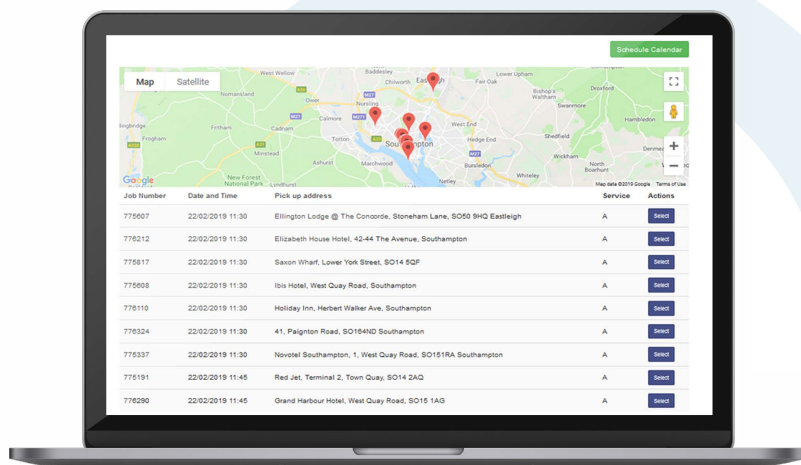 Schedule Calendar
Map Satellite
West Wellow
Baddesley
Chilworth
Fair Oak
Lower Upham
Nomansland
Ower
Nursling
Bishop's
Waltham
Droxford
Swanmore
Fritham
Cadnam
Calmore
Totton
West End
Hambledon
Frogham
Minstead
Hedge End
Shedfield
Wickham
Ashurst
Marchwood
Bursledon
Whiteley
North
Boarhunt
New Forest
National Park
Lyndhurst
Netley
Google
Map data ©2019 Google Terms of Use
Job Number Date and Time Pick up address Service Actions
775607 22/02/2019 11:30 Ellington Lodge @ The Concorde, Stoneham Lane, SO50 9HQ Eastleigh A Select
776212 22/02/2019 11:30 Elizabeth House Hotel, 42-44 The Avenue, Southampton A Select
775817 22/02/2019 11:30 Saxon Wharf, Lower York Street, SO14 5QF A Select
775608 22/02/2019 11:30 Ibis Hotel, West Quay Road, Southampton A Select
776110 22/02/2019 11:30 Holiday Inn, Herbert Walker Ave, Southampton A Select
776324 22/02/2019 11:30 41, Paignton Road, SO164ND Southampton A Select
775337 22/02/2019 11:30 Novotel Southampton, 1, West Quay Road, SO151RA Southampton A Select
775191 22/02/2019 11:45 Red Jet, Terminal 2, Town Quay, SO14 2AQ A Select
776290 22/02/2019 11:45 Grand Harbour Hotel, West Quay Road, SO15 1AG A Select